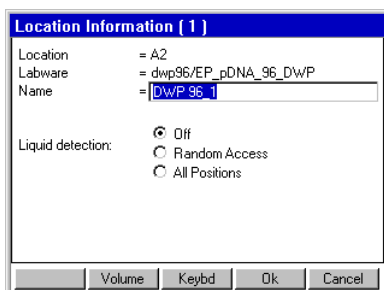 Location Information ( 1 )
Location = A2
Labware = dwp96/EP_pDNA_96_DWP
Name = DWP 96_1
Liquid detection:
Off
Random Access
All Positions
Volume Keybd Ok Cancel